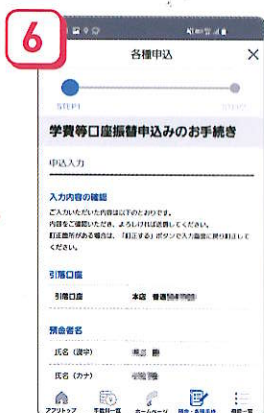 6
各種申込
×
STEP1
学費等口座振替申込みのお手続き
申込入力
入力内容の確認
ご入力いただいた内容は以下のとおりです。
内容をご確認いただき、よろしければ送信してください。
訂正箇所がある場合は、「訂正する」ボタンで入力画面に戻り訂正して
ください。
引落口座
引落口座 本店 普通
預金者名
氏名（漢字）
氏名（カナ）
アプリトップ
手数料一覧
ホームページ